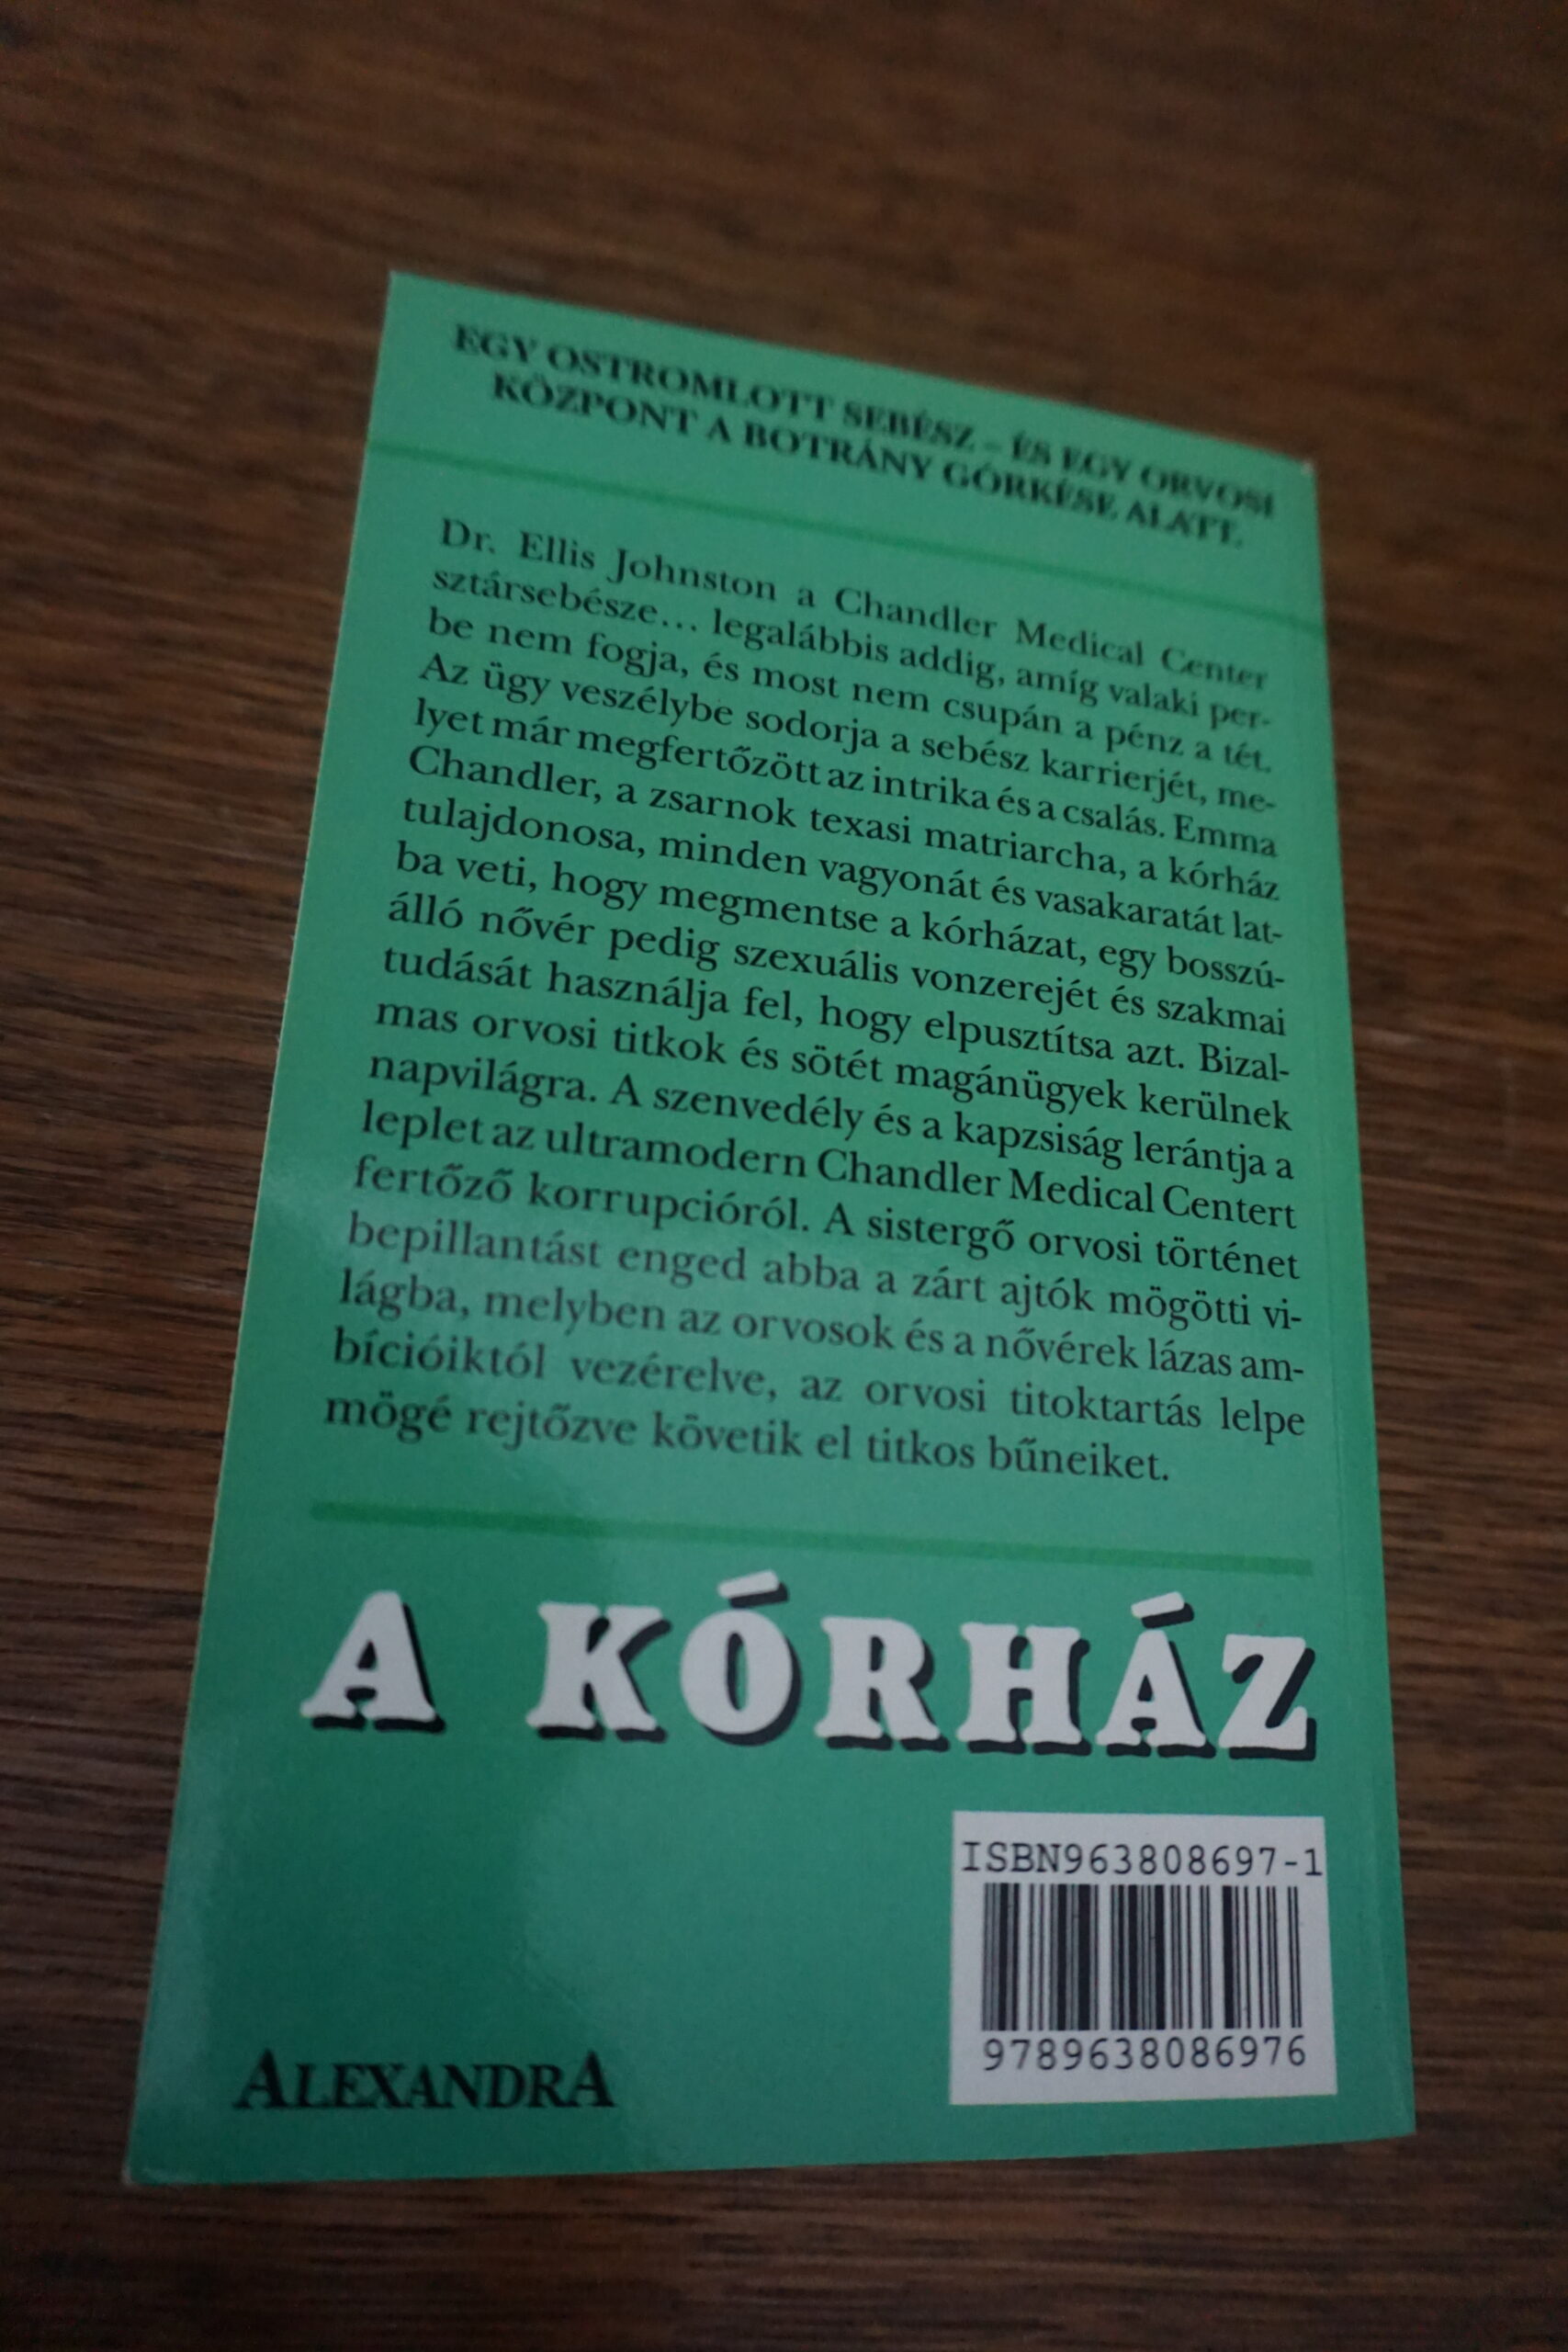 EGY OSTROMLOTT SEBÉSZ – ÉS EGY ORVOSI
KÖZPONT A BOTRÁNY GÓRKÉSE ALATT.
Dr. Ellis Johnston a Chandler Medical Center
sztársebésze... legalábbis addig, amíg valaki per-
be nem fogja, és most nem csupán a pénz a tét.
Az ügy veszélybe sodorja a sebész karrierjét, me-
lyet már megfertőzött az intrika és a csalás. Emma
Chandler, a zsarnok texasi matriarcha, a kórház
tulajdonosa, minden vagyonát és vasakaratát lat-
ba veti, hogy megmentse a kórházat, egy bosszú-
álló nővér pedig szexuális vonzerejét és szakmai
tudását használja fel, hogy elpusztítsa azt. Bizal-
mas orvosi titkok és sötét magánügyek kerülnek
napvilágra. A szenvedély és a kapzsiság lerántja a
leplet az ultramodern Chandler Medical Centert
fertőző korrupcióról. A sistergő orvosi történet
bepillantást enged abba a zárt ajtók mögötti vi-
lágba, melyben az orvosok és a nővérek lázas am-
bícióiktól vezérelve, az orvosi titoktartás lelpe
mögé rejtőzve követik el titkos bűneiket.
A KÓRHÁZ
ISBN963808697-1
9789638086976
ALEXANDRA